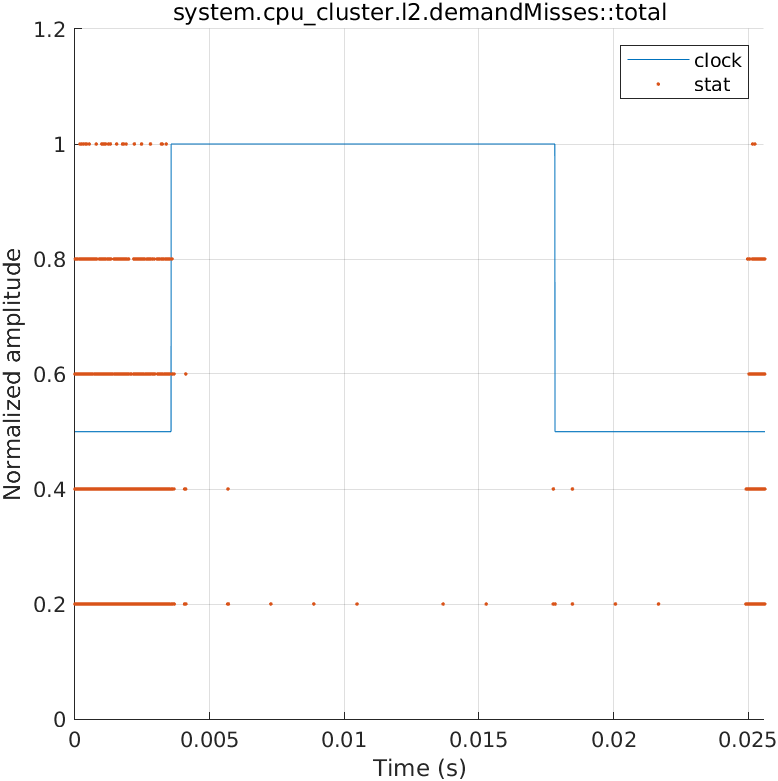 system.cpu_cluster.l2.demandMisses::total
1.2
clock
stat
1
0.8
Normalized amplitude
0.6
0.4
0.2
0
0 0.005 0.01 0.015 0.02 0.025
Time (s)